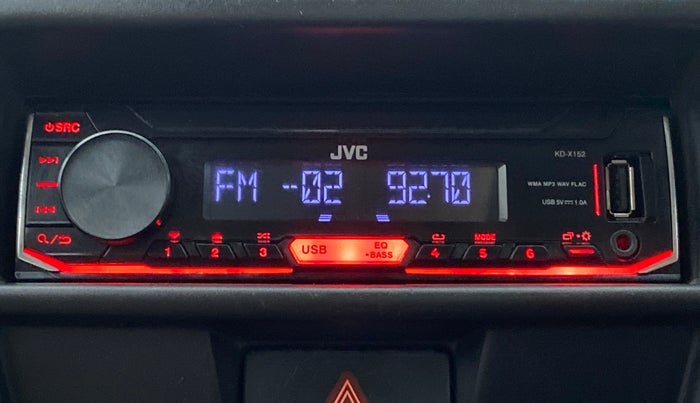 SRC
JVC
KD-X152
FM -02 92.70
WMA MP3 WAV FLAC
USB 5V 1.0A
1 2 3
USB
EQ
•BASS
4
MODE
5 6